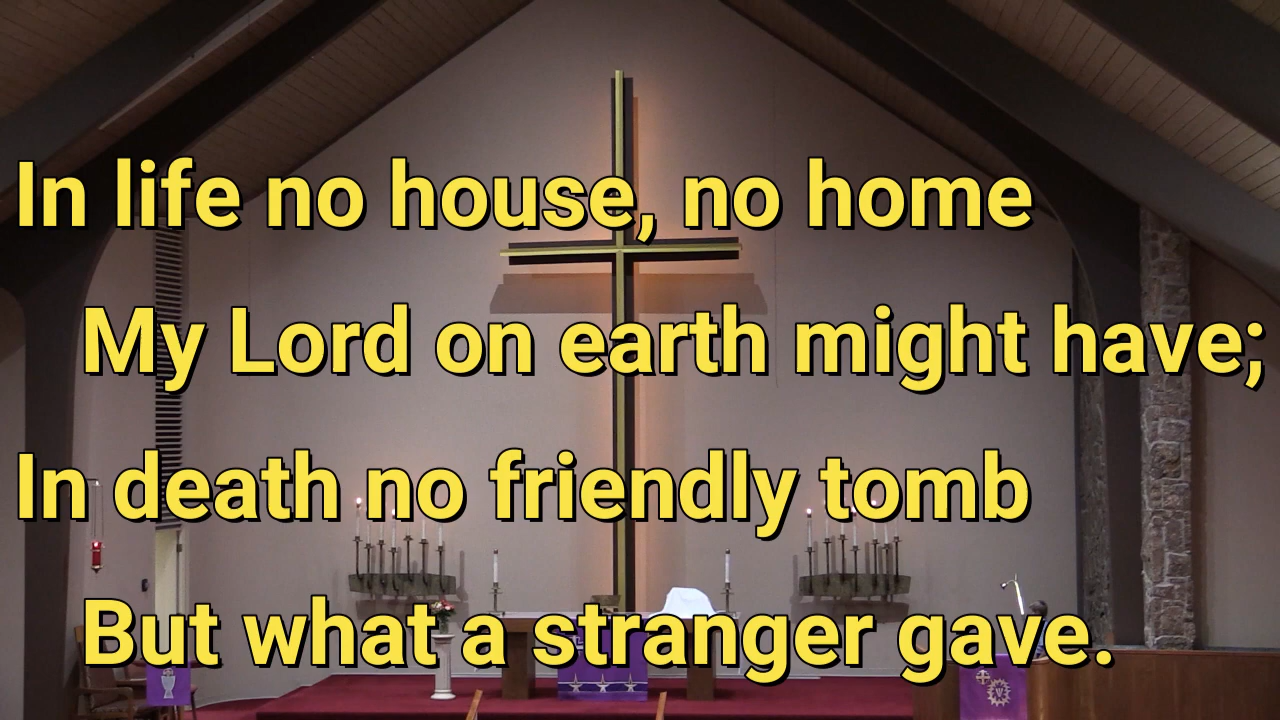 In life no house, no home
My Lord on earth might have;
In death no friendly tomb
But what a stranger gave.